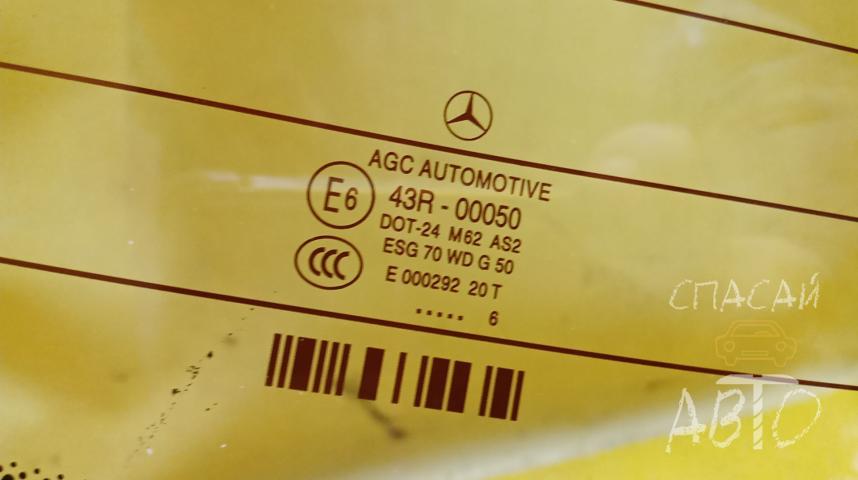 AGC AUTOMOTIVE
E6
43R - 00050
DOT-24 M62 AS2
CCC
ESG 70 WD G 50
E 000292 20 T
..... 6
СПАСАЙ
АВТО